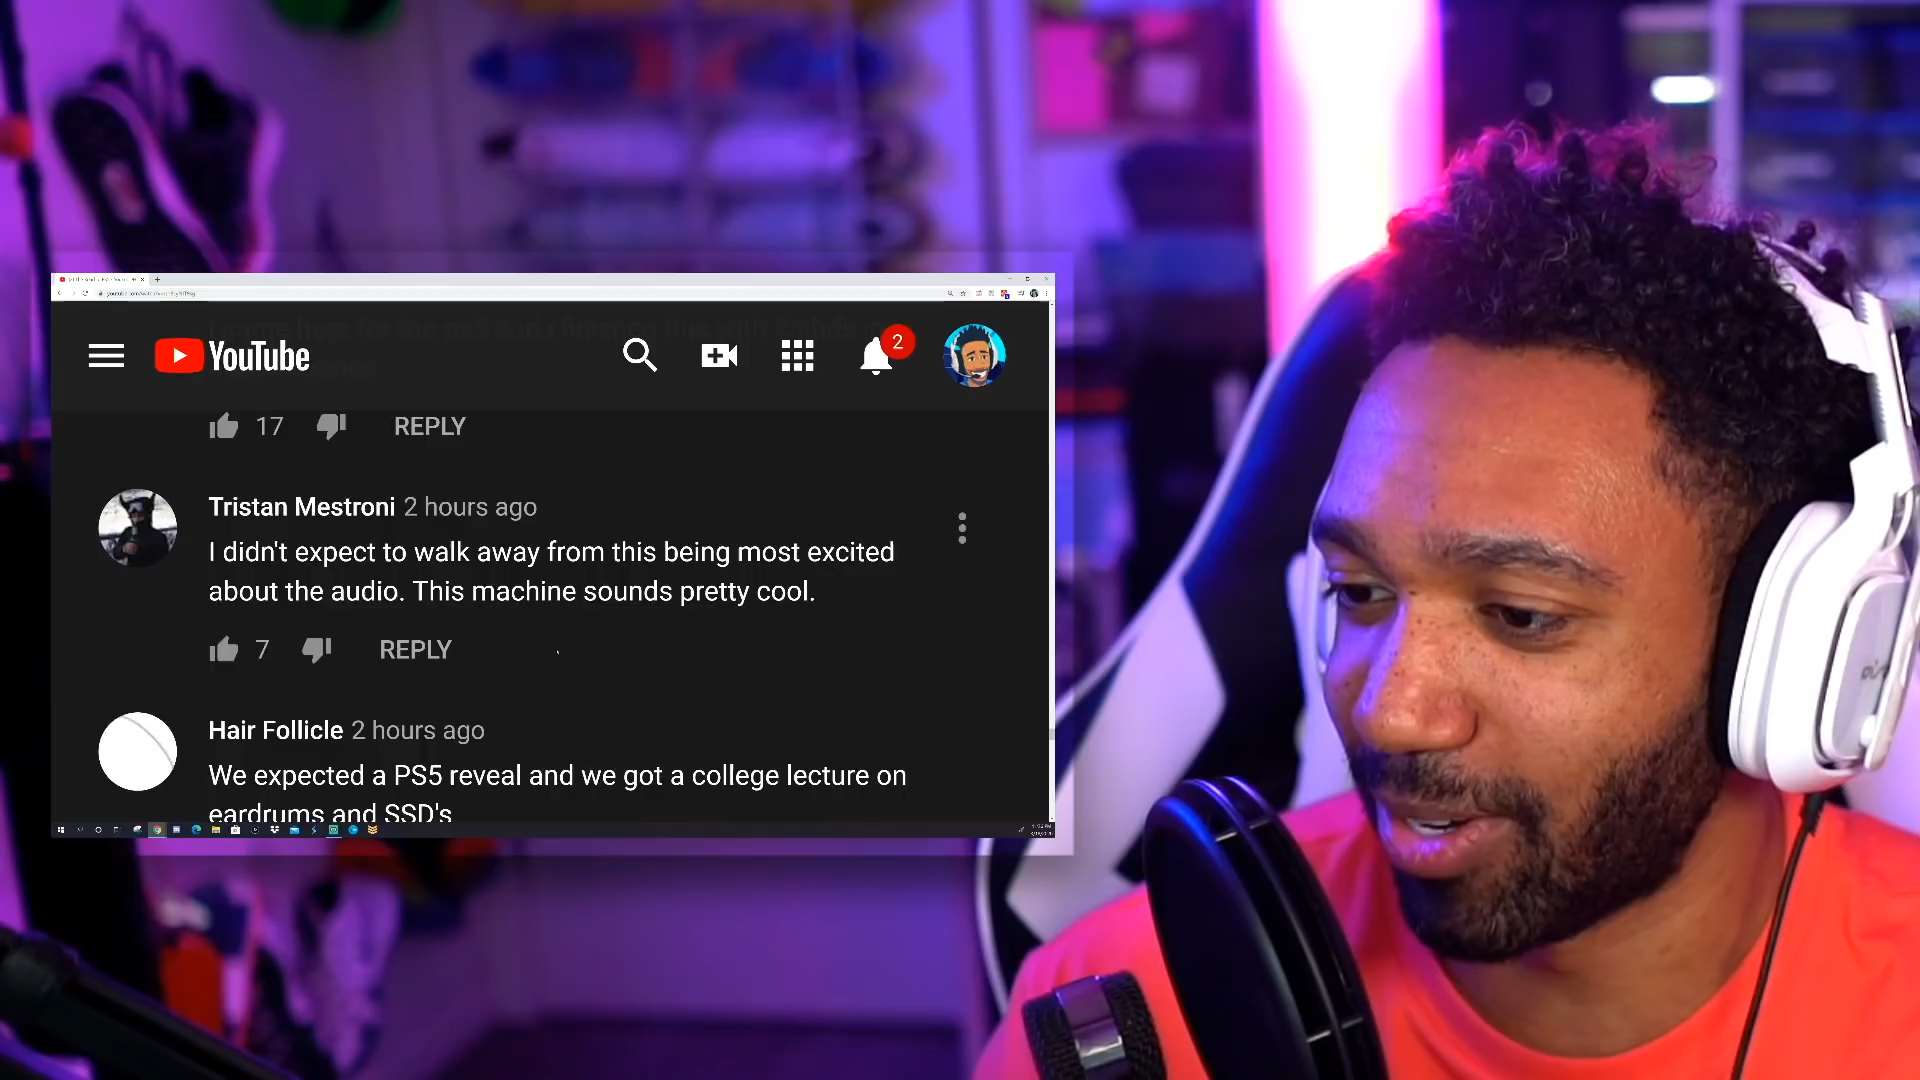 YouTube
2
17
REPLY
Tristan Mestroni 2 hours ago
I didn't expect to walk away from this being most excited
about the audio. This machine sounds pretty cool.
7
REPLY
Hair Follicle 2 hours ago
We expected a PS5 reveal and we got a college lecture on
eardrums and SSD's